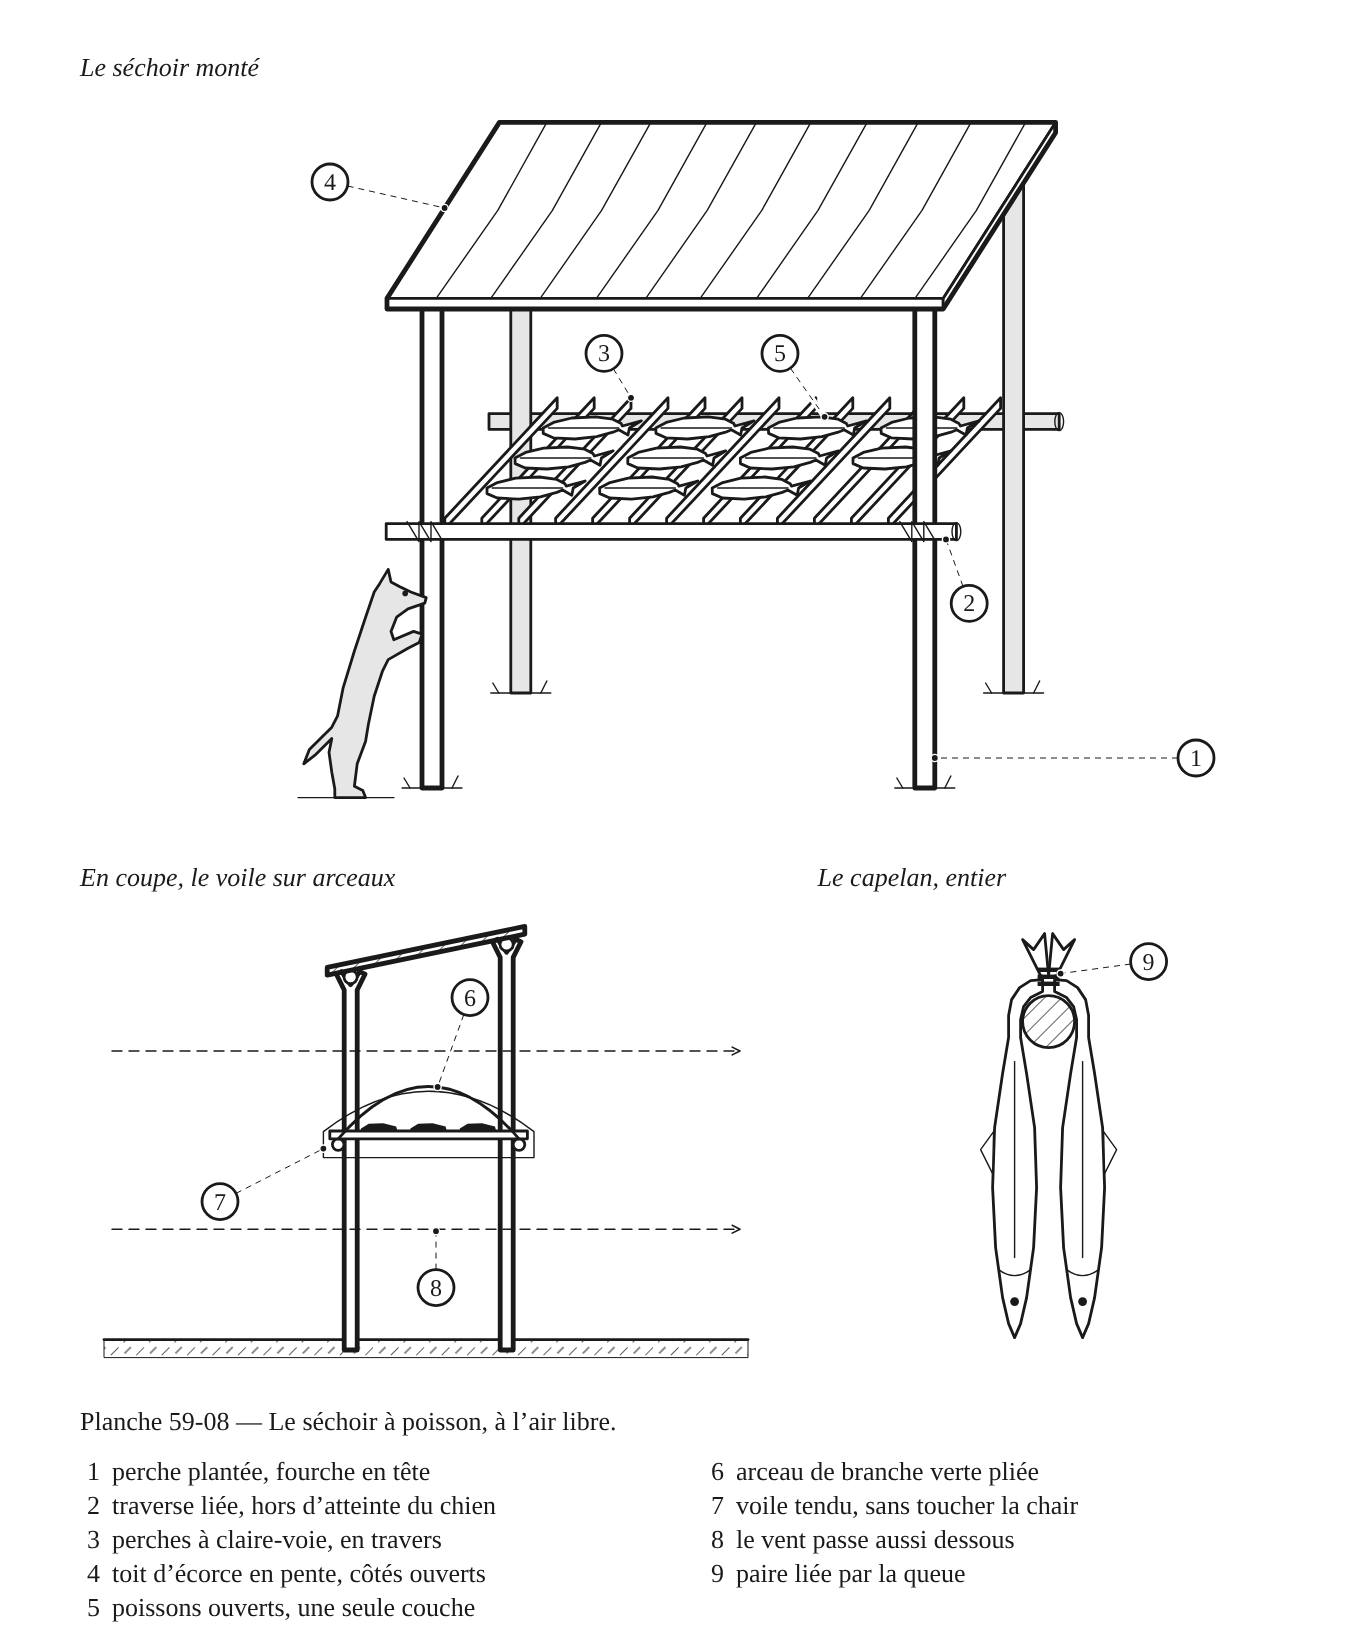 Le séchoir monté
4
3
5
2
1
En coupe, le voile sur arceaux
Le capelan, entier
9
6
7
8
Planche 59-08 — Le séchoir à poisson, à l’air libre.
1 perche plantée, fourche en tête
2 traverse liée, hors d’atteinte du chien
3 perches à claire-voie, en travers
4 toit d’écorce en pente, côtés ouverts
5 poissons ouverts, une seule couche
6 arceau de branche verte pliée
7 voile tendu, sans toucher la chair
8 le vent passe aussi dessous
9 paire liée par la queue